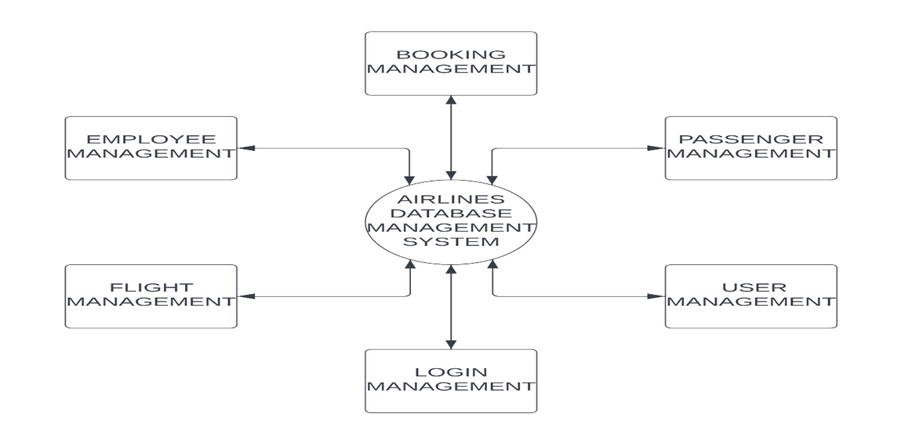 BOOKING
MANAGEMENT
EMPLOYEE
MANAGEMENT
PASSENGER
MANAGEMENT
AIRLINES
DATABASE
MANAGEMENT
SYSTEM
FLIGHT
MANAGEMENT
USER
MANAGEMENT
LOGIN
MANAGEMENT